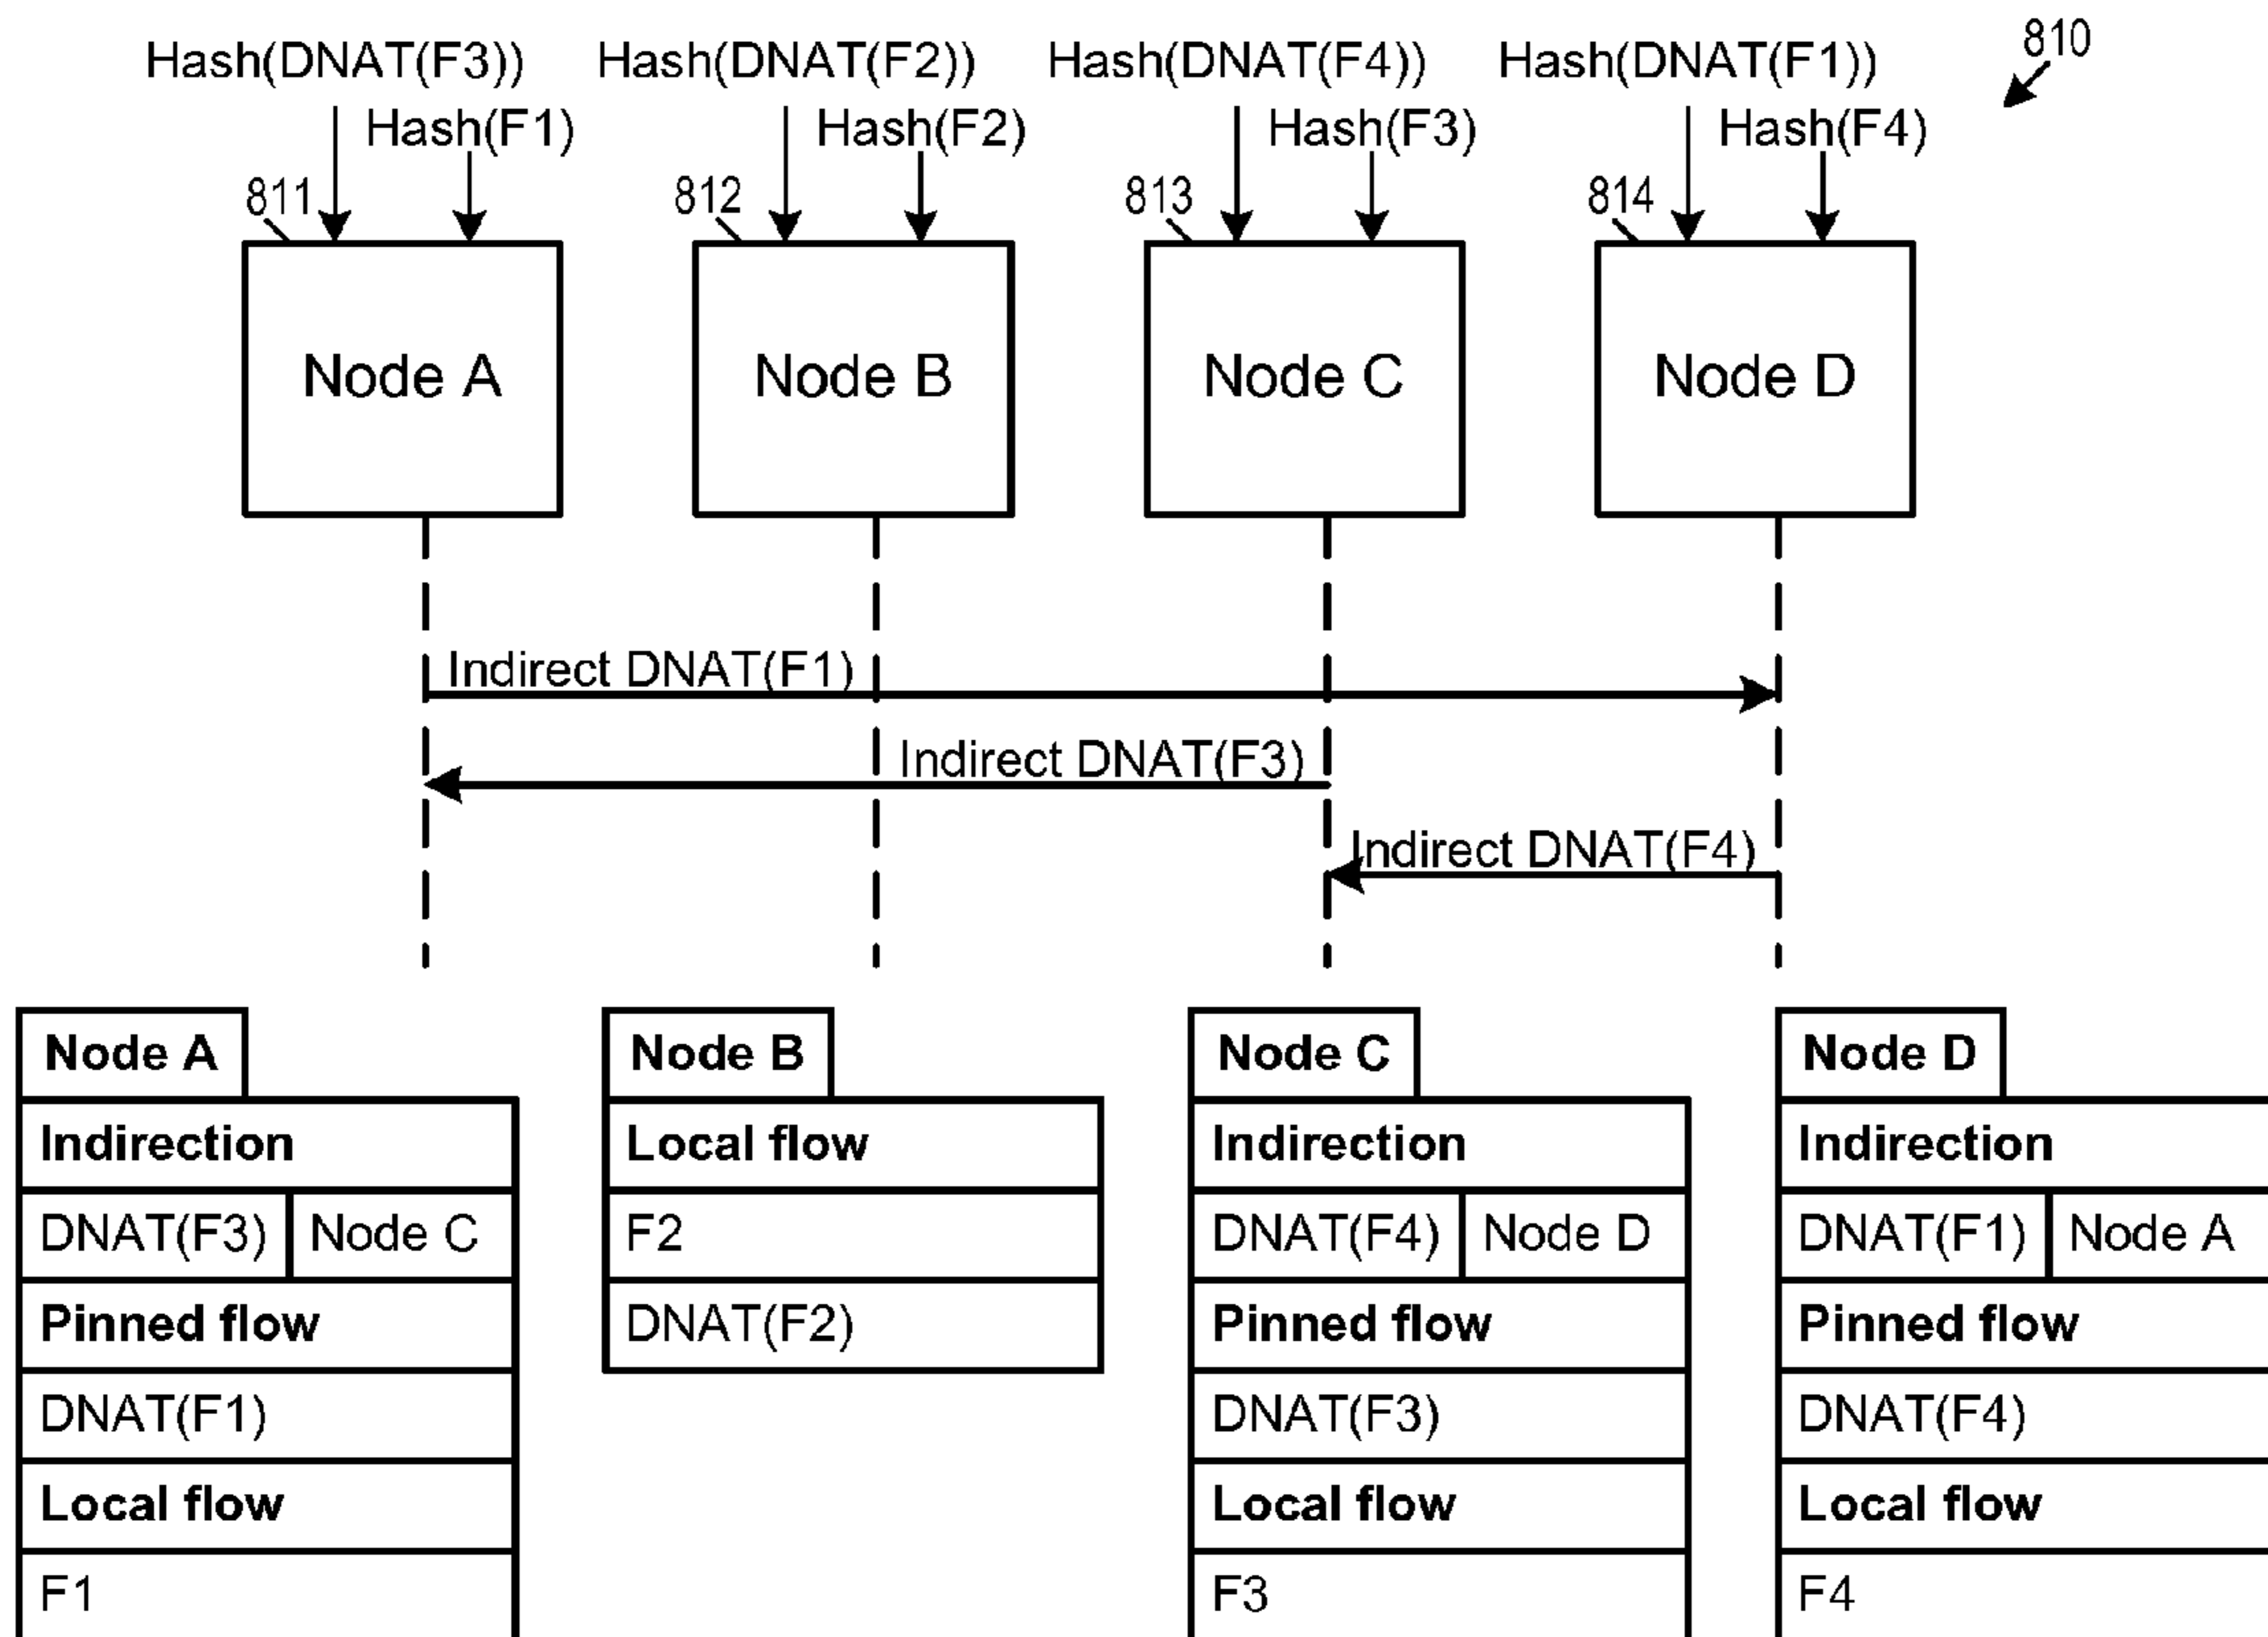 810
Hash(DNAT(F3)) Hash(DNAT(F2)) Hash(DNAT(F4)) Hash(DNAT(F1))
Hash(F1) Hash(F2) Hash(F3) Hash(F4)
811 812 813 814
Node A Node B Node C Node D
Indirect DNAT(F1)
Indirect DNAT(F3)
Indirect DNAT(F4)
Node A
Indirection
DNAT(F3) Node C
Pinned flow
DNAT(F1)
Local flow
F1
Node B
Local flow
F2
DNAT(F2)
Node C
Indirection
DNAT(F4) Node D
Pinned flow
DNAT(F3)
Local flow
F3
Node D
Indirection
DNAT(F1) Node A
Pinned flow
DNAT(F4)
Local flow
F4